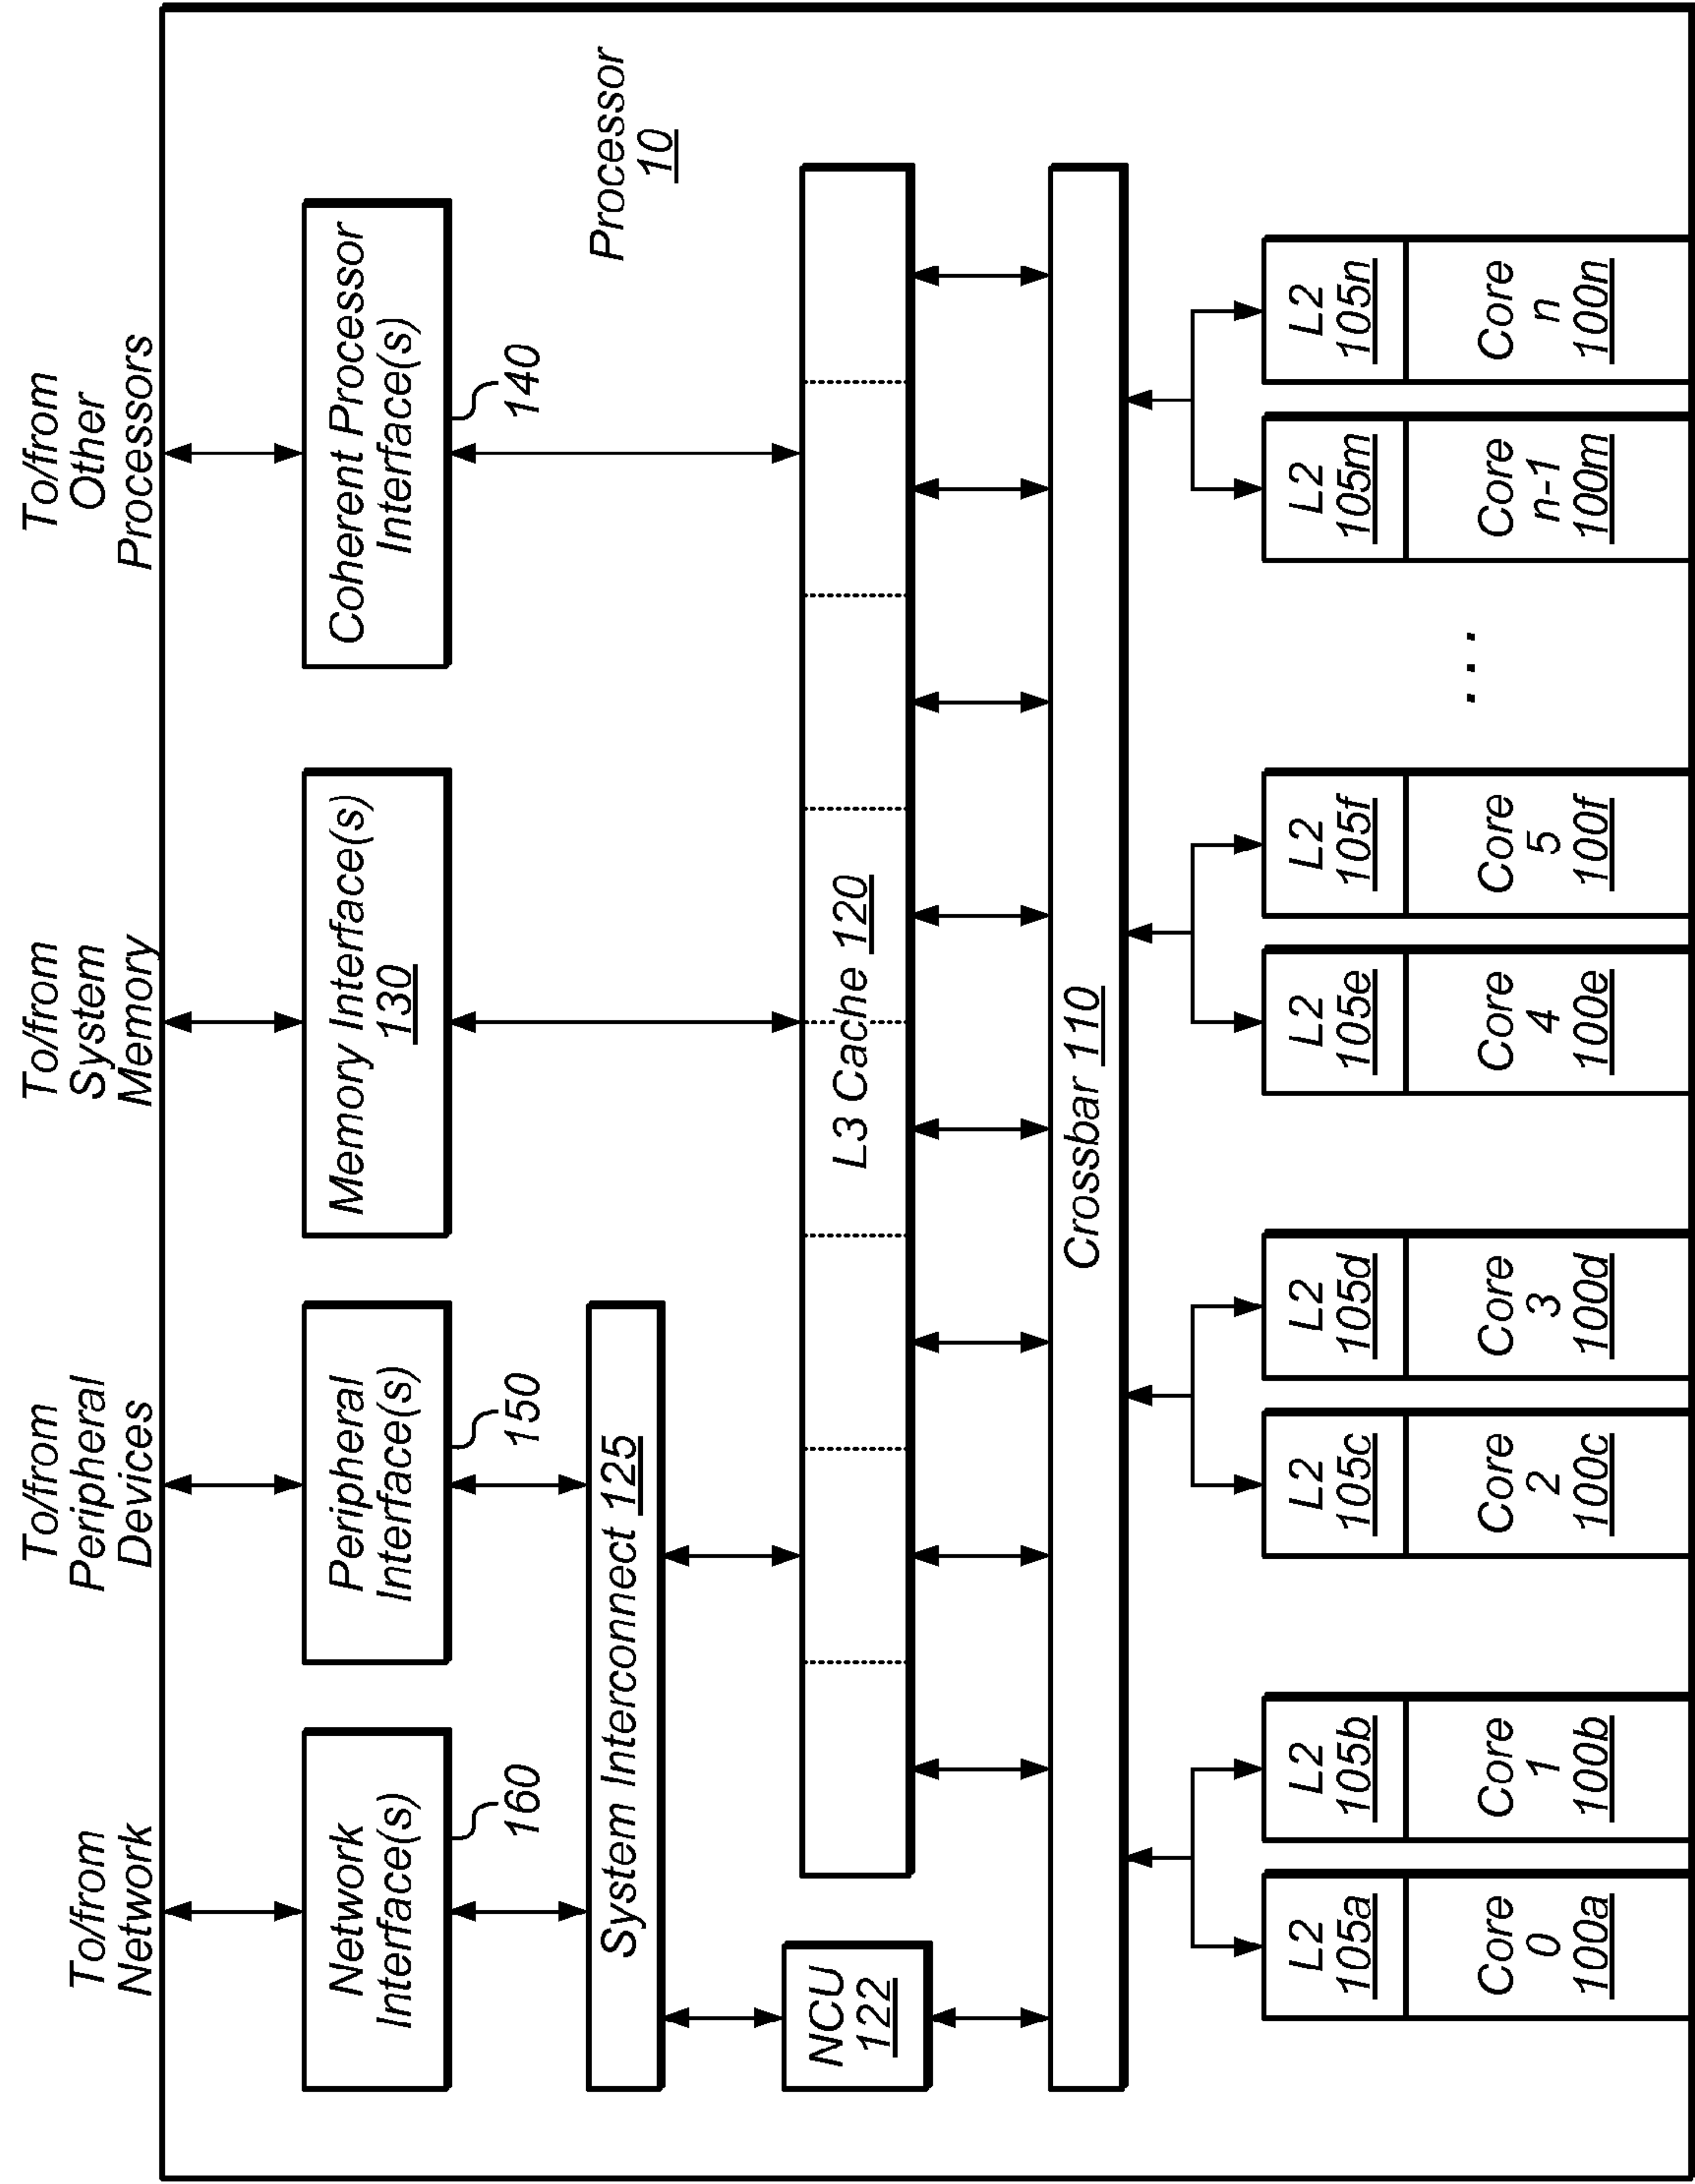 To/from
Network
To/from
Peripheral
Devices
To/from
System
Memory
To/from
Other
Processors
Network
Interface(s)
160
Peripheral
Interface(s)
150
Memory Interface(s)
130
Coherent Processor
Interface(s)
140
System Interconnect 125
Processor
10
NCU
122
L3 Cache 120
Crossbar 110
L2
105a
Core
0
100a
L2
105b
Core
1
100b
L2
105c
Core
2
100c
L2
105d
Core
3
100d
L2
105e
Core
4
100e
L2
105f
Core
5
100f
...
L2
105m
Core
n-1
100m
L2
105n
Core
n
100n